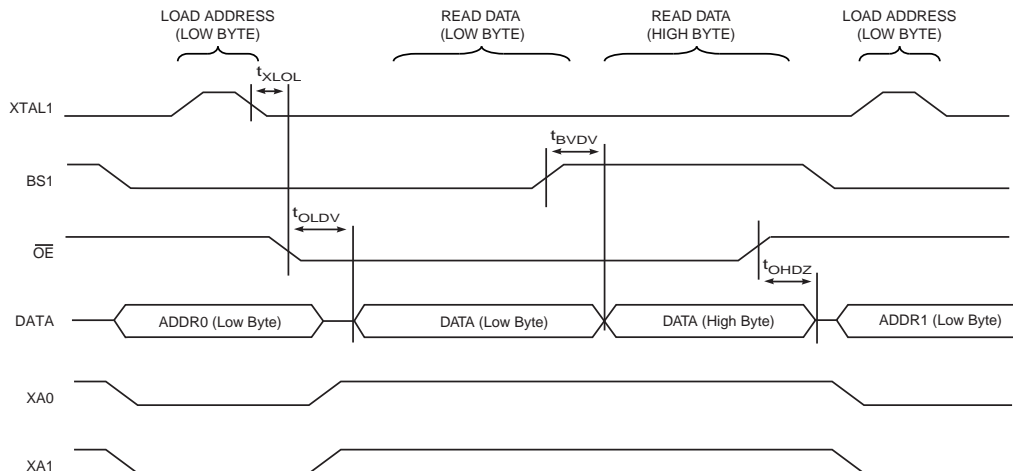 LOAD ADDRESS
(LOW BYTE)
READ DATA
(LOW BYTE)
READ DATA
(HIGH BYTE)
LOAD ADDRESS
(LOW BYTE)
tXLOL
XTAL1
tBVDV
BS1
tOLDV
OE
tOHDZ
DATA
ADDR0 (Low Byte)
DATA (Low Byte)
DATA (High Byte)
ADDR1 (Low Byte)
XA0
XA1